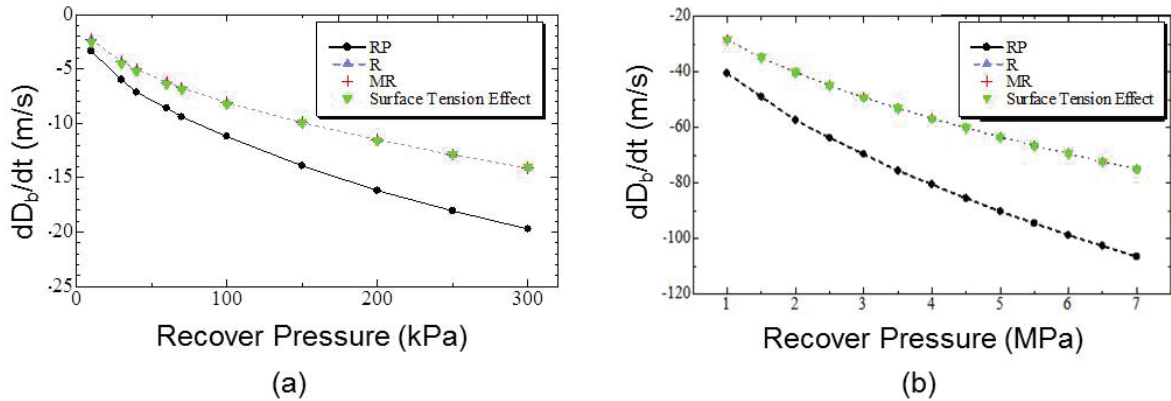 0
-5
-10
-15
-20
-25
dD_b/dt (m/s)
RP
R
MR
Surface Tension Effect
0 100 200 300
Recover Pressure (kPa)
(a)
-20
-40
-60
-80
-100
-120
dD_b/dt (m/s)
RP
R
MR
Surface Tension Effect
1 2 3 4 5 6 7
Recover Pressure (MPa)
(b)